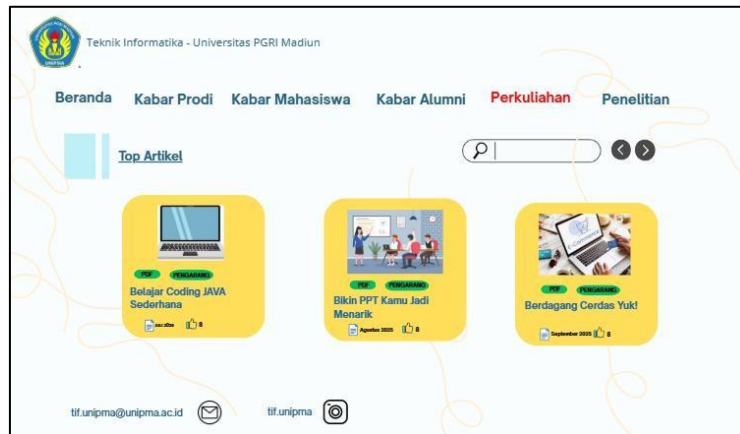 UNIPMA
Teknik Informatika - Universitas PGRI Madiun
Beranda Kabar Prodi Kabar Mahasiswa Kabar Alumni Perkuliahan Penelitian
Top Artikel
PDF PENGARANG
Belajar Coding JAVA
Sederhana
8
PDF PENGARANG
Bikin PPT Kamu Jadi
Menarik
Agustus 2025 8
E-Commerce
PDF PENGARANG
Berdagang Cerdas Yuk!
September 2025 8
tif.unipma@unipma.ac.id tif.unipma